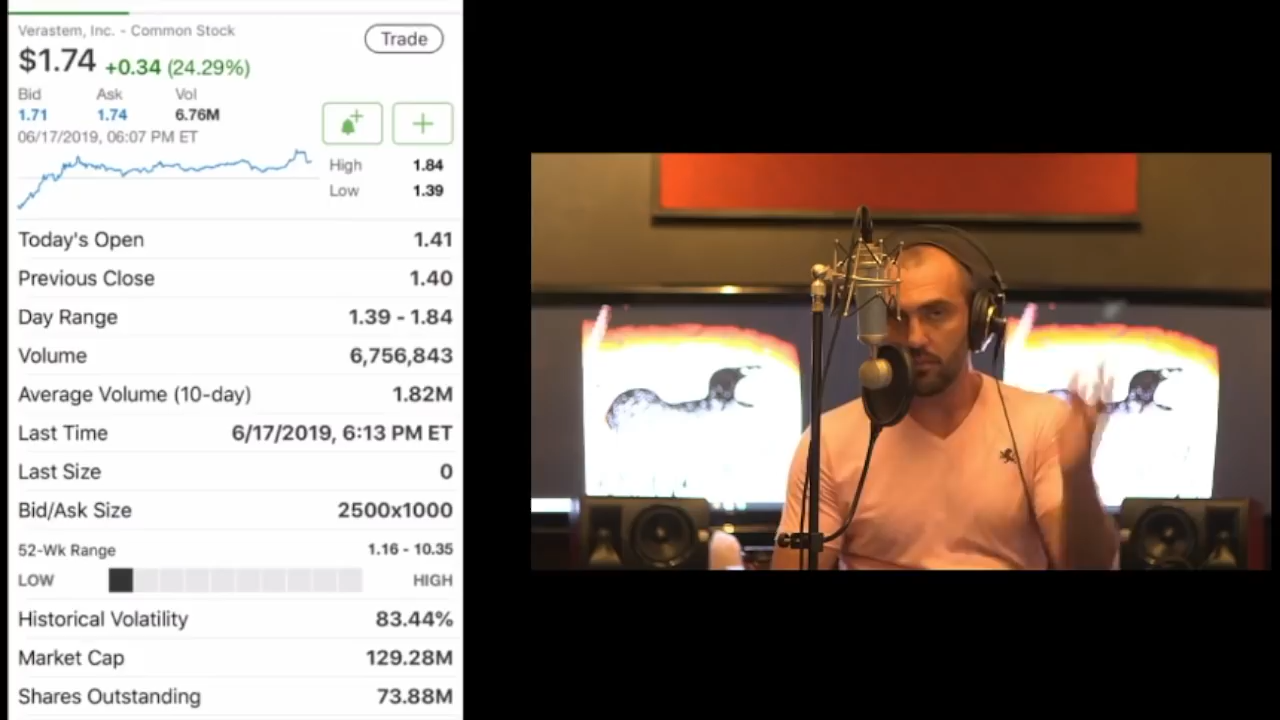 Verastem, Inc. - Common Stock
$1.74 +0.34 (24.29%)
Trade
Bid Ask Vol
1.71 1.74 6.76M
06/17/2019, 06:07 PM ET
High 1.84
Low 1.39
Today's Open 1.41
Previous Close 1.40
Day Range 1.39 - 1.84
Volume 6,756,843
Average Volume (10-day) 1.82M
Last Time 6/17/2019, 6:13 PM ET
Last Size 0
Bid/Ask Size 2500x1000
52-Wk Range 1.16 - 10.35
LOW HIGH
Historical Volatility 83.44%
Market Cap 129.28M
Shares Outstanding 73.88M